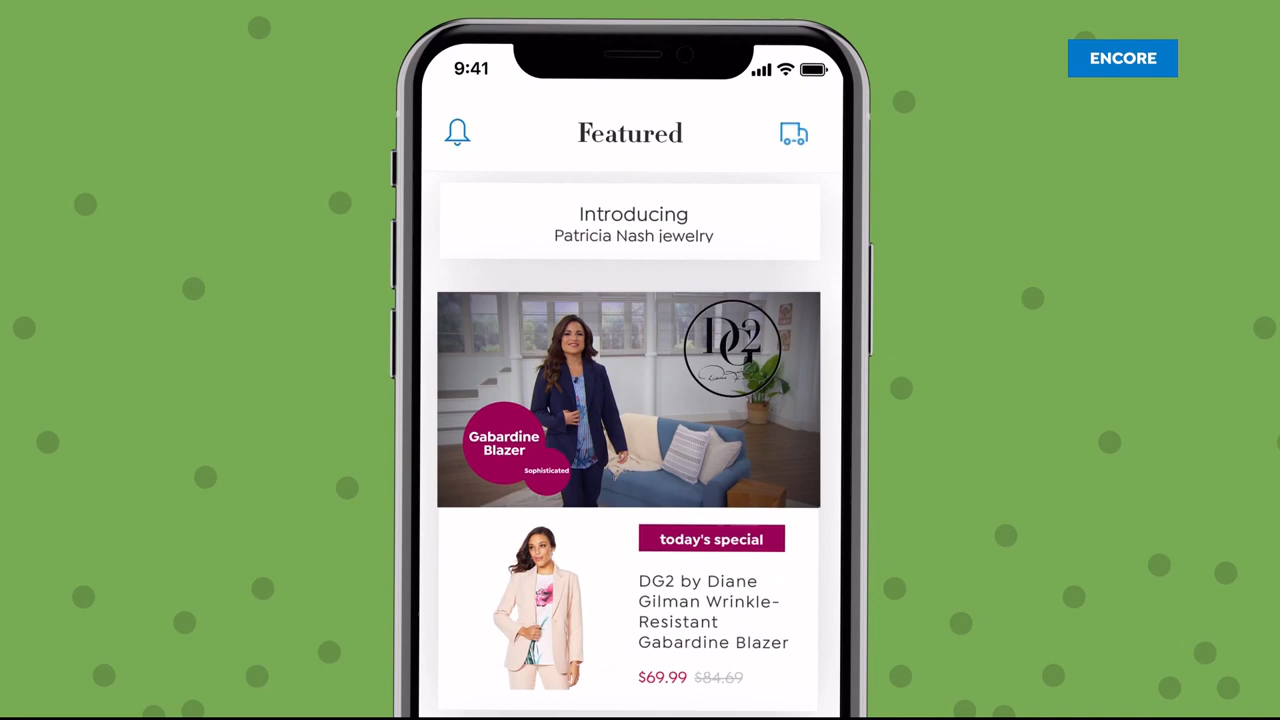 ENCORE
9:41
Featured
Introducing
Patricia Nash jewelry
DG2
Gabardine
Blazer
Sophisticated
today's special
DG2 by Diane
Gilman Wrinkle-
Resistant
Gabardine Blazer
$69.99 $84.69